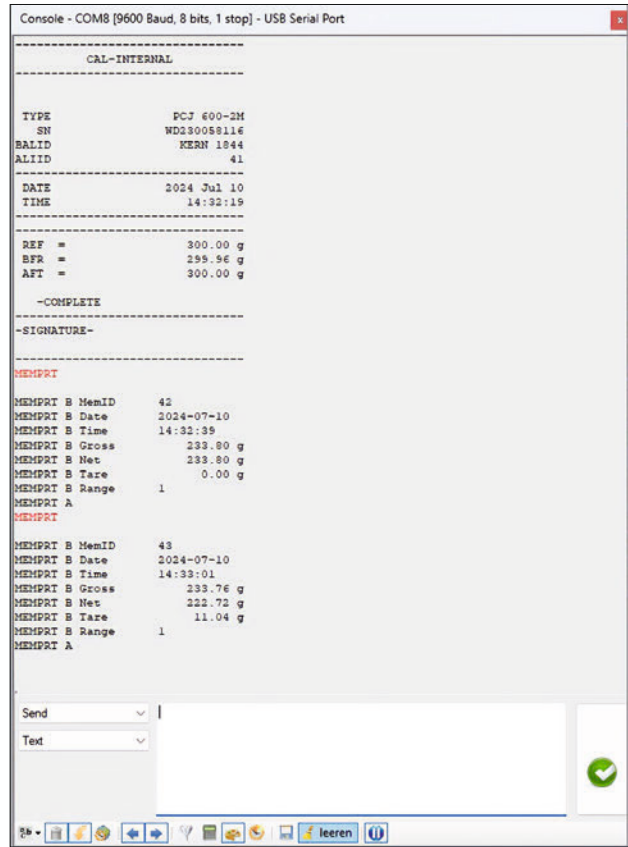 Console - COM8 [9600 Baud, 8 bits, 1 stop] - USB Serial Port
--------------------------------
CAL-INTERNAL
--------------------------------
TYPE PCJ 600-2M
SN WD230058116
BALID KERN 1844
ALIID 41
--------------------------------
DATE 2024 Jul 10
TIME 14:32:19
--------------------------------
--------------------------------
REF = 300.00 g
BFR = 299.96 g
AFT = 300.00 g
-COMPLETE
--------------------------------
-SIGNATURE-
--------------------------------
MEMPRT
MEMPRT B MemID 42
MEMPRT B Date 2024-07-10
MEMPRT B Time 14:32:39
MEMPRT B Gross 233.80 g
MEMPRT B Net 233.80 g
MEMPRT B Tare 0.00 g
MEMPRT B Range 1
MEMPRT A
MEMPRT
MEMPRT B MemID 43
MEMPRT B Date 2024-07-10
MEMPRT B Time 14:33:01
MEMPRT B Gross 233.76 g
MEMPRT B Net 222.72 g
MEMPRT B Tare 11.04 g
MEMPRT B Range 1
MEMPRT A
Send
Text
leeren